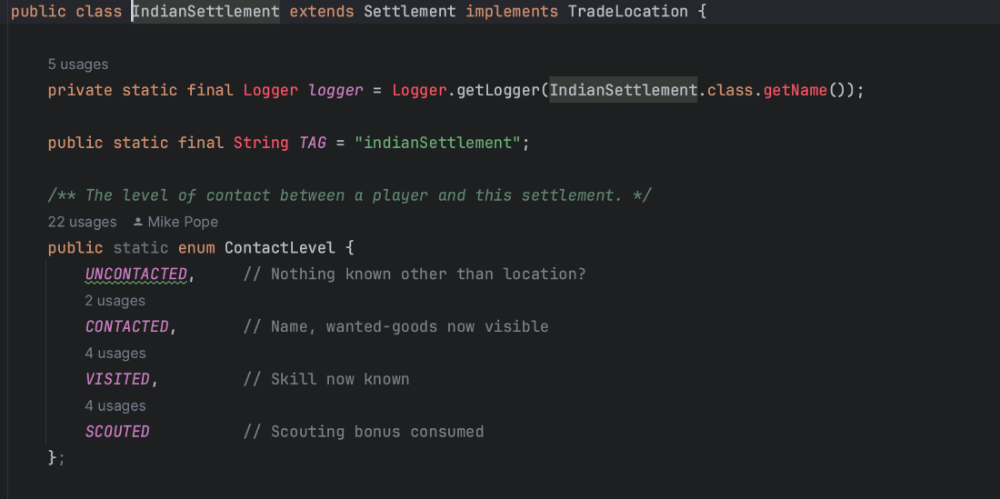 public class IndianSettlement extends Settlement implements TradeLocation {
5 usages
private static final Logger logger = Logger.getLogger(IndianSettlement.class.getName());
public static final String TAG = "indianSettlement";
/** The level of contact between a player and this settlement. */
22 usages Mike Pope
public static enum ContactLevel {
UNCONTACTED, // Nothing known other than location?
2 usages
CONTACTED, // Name, wanted-goods now visible
4 usages
VISITED, // Skill now known
4 usages
SCOUTED // Scouting bonus consumed
};